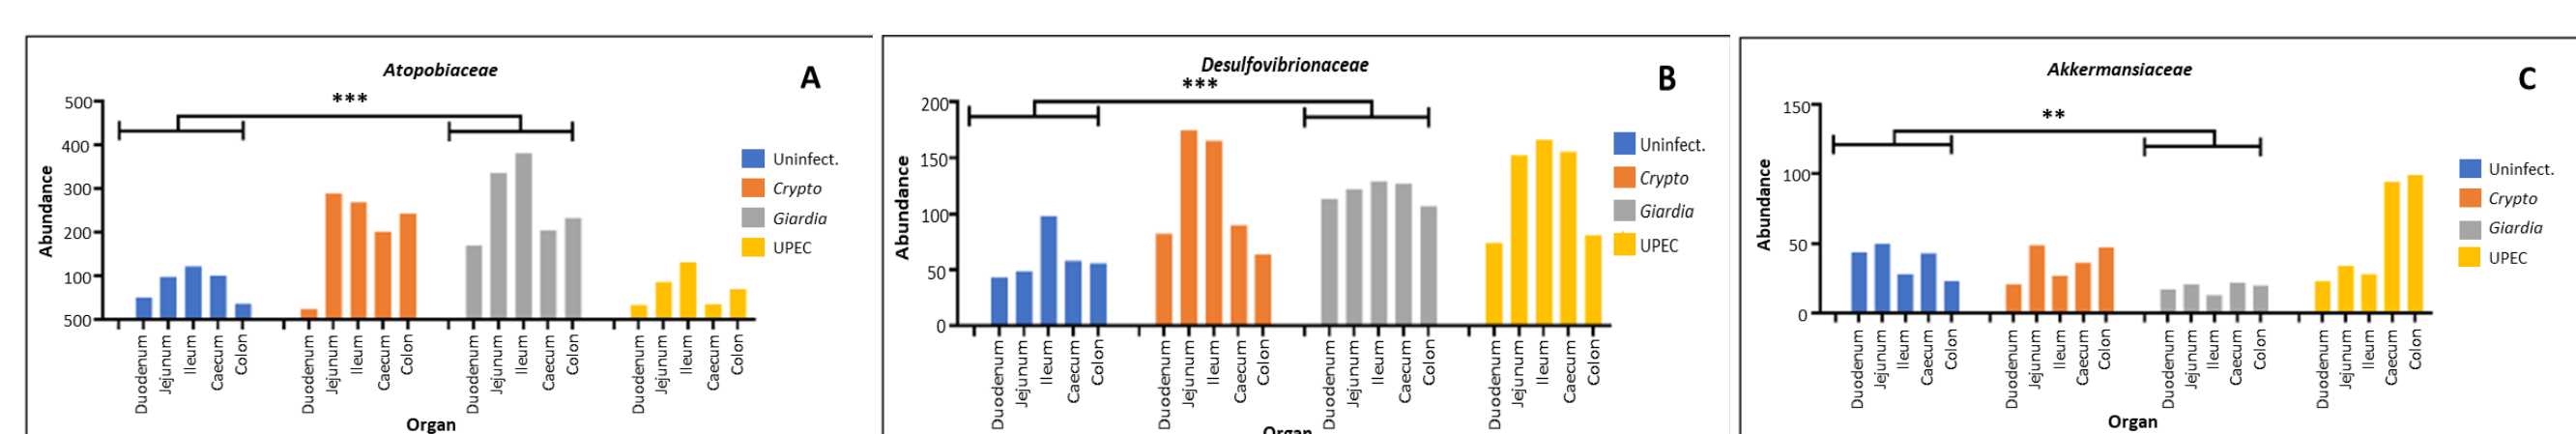 Atopobiaceae
A
***
500
400
300
200
100
500
Abundance
Duodenum
Jejunum
Ileum
Caecum
Colon
Duodenum
Jejunum
Ileum
Caecum
Colon
Duodenum
Jejunum
Ileum
Caecum
Colon
Duodenum
Jejunum
Ileum
Caecum
Colon
Organ
Uninfect.
Crypto
Giardia
UPEC
Desulfovibrionaceae
B
***
200
150
100
50
0
Abundance
Duodenum
Jejunum
Ileum
Caecum
Colon
Duodenum
Jejunum
Ileum
Caecum
Colon
Duodenum
Jejunum
Ileum
Caecum
Colon
Duodenum
Jejunum
Ileum
Caecum
Colon
Organ
Uninfect.
Crypto
Giardia
UPEC
Akkermansiaceae
C
**
150
100
50
0
Abundance
Duodenum
Jejunum
Ileum
Caecum
Colon
Duodenum
Jejunum
Ileum
Caecum
Colon
Duodenum
Jejunum
Ileum
Caecum
Colon
Duodenum
Jejunum
Ileum
Caecum
Colon
Organ
Uninfect.
Crypto
Giardia
UPEC